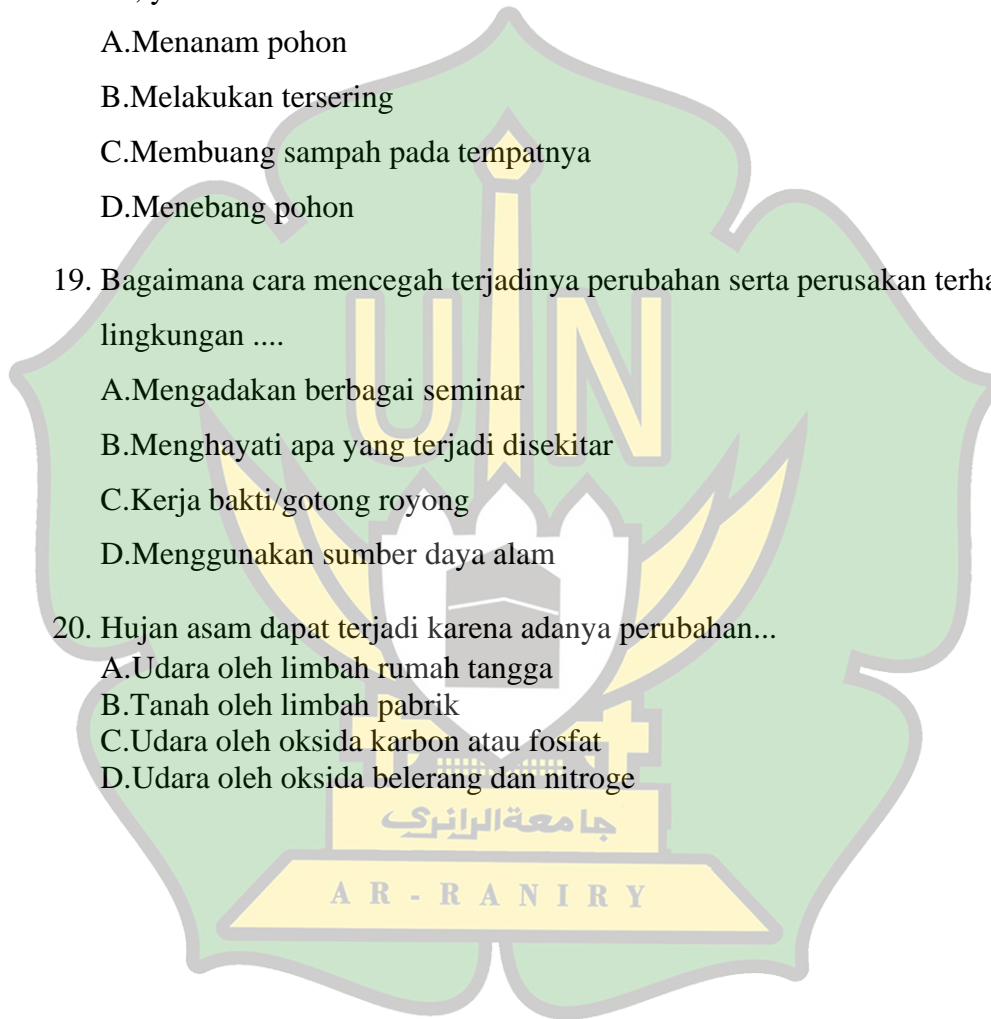 A.Menanam pohon
B.Melakukan tersering
C.Membuang sampah pada tempatnya
D.Menebang pohon
19. Bagaimana cara mencegah terjadinya perubahan serta perusakan
lingkungan ....
A.Mengadakan berbagai seminar
B.Menghayati apa yang terjadi disekitar
C.Kerja bakti/gotong royong
D.Menggunakan sumber daya alam
20. Hujan asam dapat terjadi karena adanya perubahan...
A.Udara oleh limbah rumah tangga
B.Tanah oleh limbah pabrik
C.Udara oleh oksida karbon atau fosfat
D.Udara oleh oksida belerang dan nitroge
UIN
جامعة الرانري
AR-RANIRY